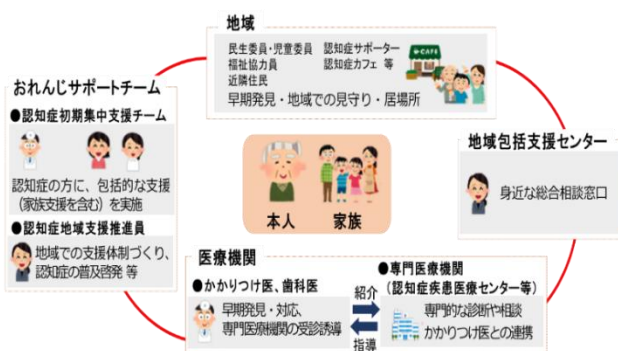 地域
民生委員・児童委員 認知症サポーター
福祉協力員 認知症カフェ 等
近隣住民
早期発見・地域での見守り・居場所
CAFE
おれんじサポートチーム
●認知症初期集中支援チーム
認知症の方に、包括的な支援
(家族支援を含む)を実施
●認知症地域支援推進員
地域での支援体制づくり、
認知症の普及啓発 等
本人 家族
地域包括支援センター
身近な総合相談窓口
医療機関
●かかりつけ医、歯科医
早期発見・対応、
専門医療機関の受診誘導
紹介
指導
●専門医療機関
(認知症疾患医療センター等)
専門的な診断や相談
かかりつけ医との連携